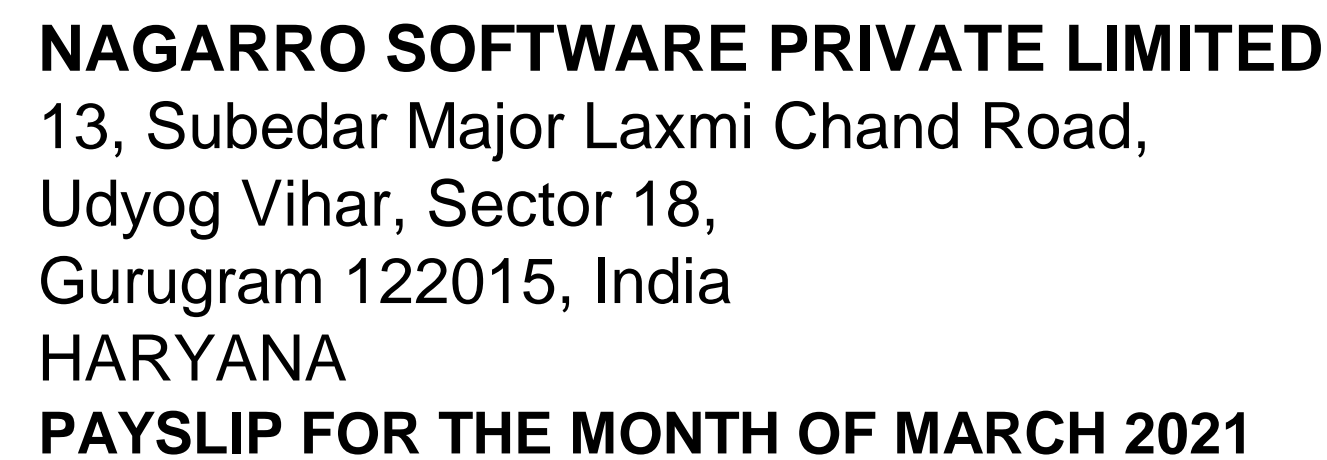 NAGARRO SOFTWARE PRIVATE LIMITED
13, Subedar Major Laxmi Chand Road,
Udyog Vihar, Sector 18,
Gurugram 122015, India
HARYANA
PAYSLIP FOR THE MONTH OF MARCH 2021